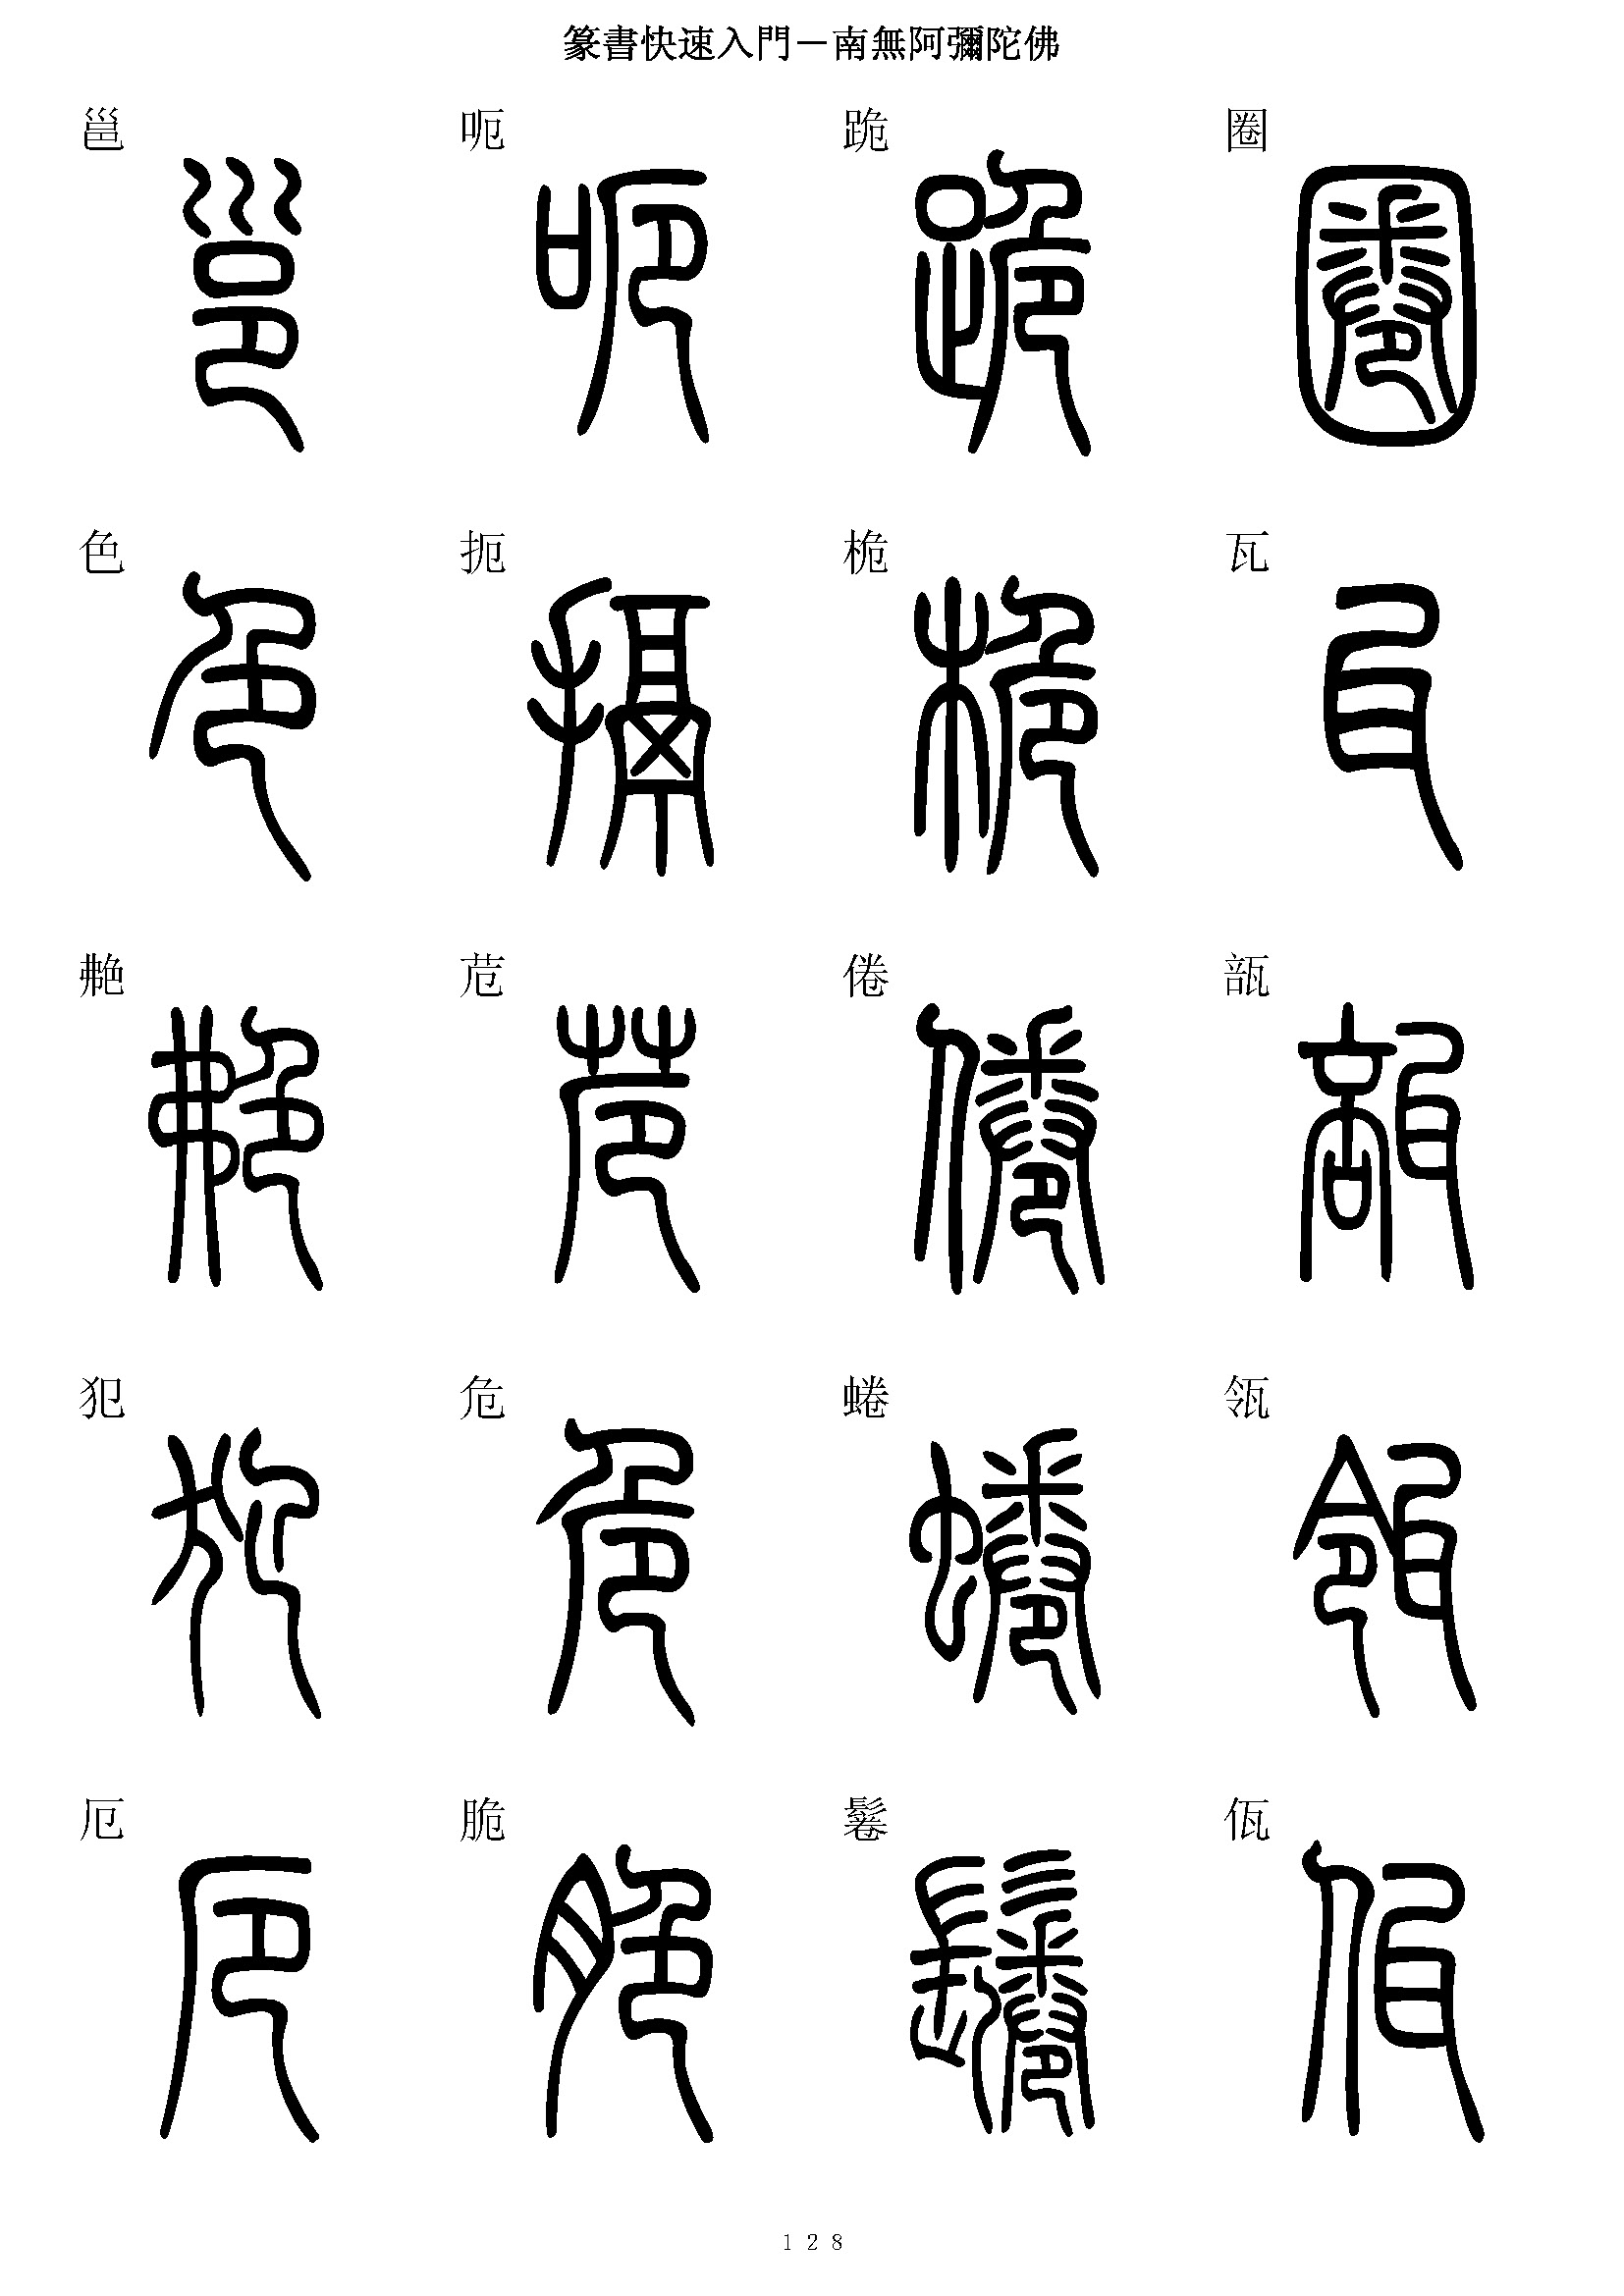 篆書快速入門－南無阿彌陀佛
邕 呃 跪 圈
色 扼 桅 瓦
艴 苊 倦 瓿
犯 危 蜷 瓴
厄 脆 鬈 佤
128